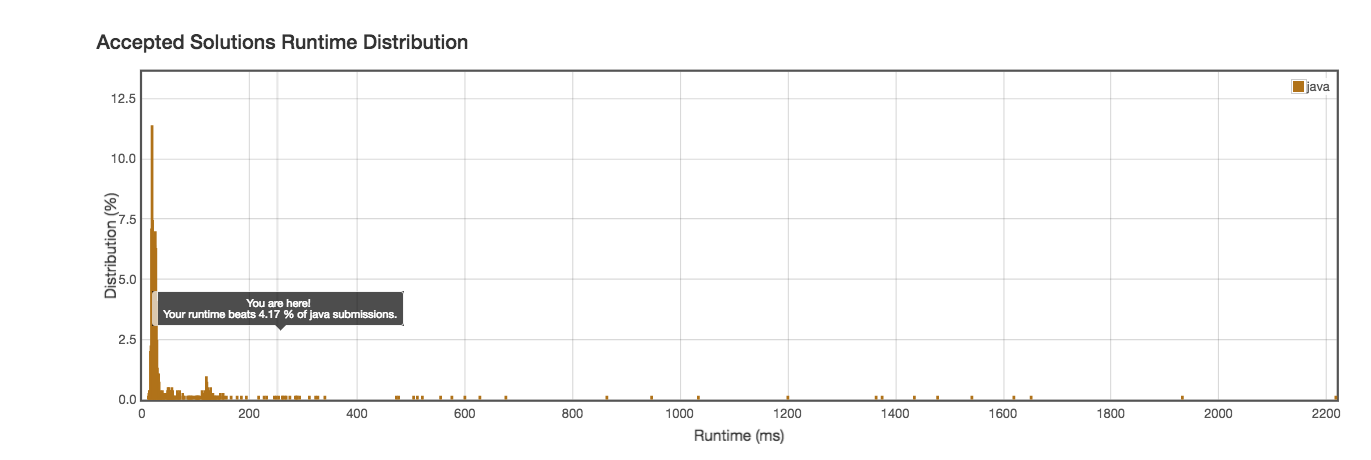 Accepted Solutions Runtime Distribution
java
12.5
10.0
7.5
5.0
2.5
0.0
Distribution (%)
You are here!
Your runtime beats 4.17 % of java submissions.
0 200 400 600 800 1000 1200 1400 1600 1800 2000 2200
Runtime (ms)